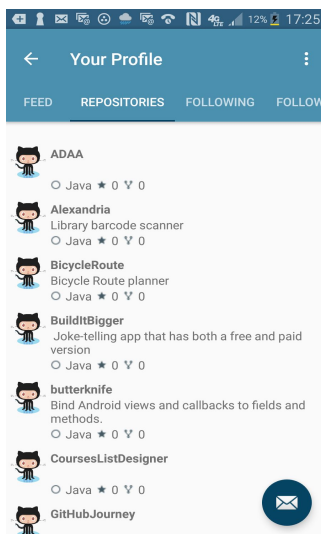 4G LTE 12% 17:25
Your Profile
FEED REPOSITORIES FOLLOWING FOLLOW
ADAA
Java ★ 0 0
Alexandria
Library barcode scanner
Java ★ 0 0
BicycleRoute
Bicycle Route planner
Java ★ 0 0
BuildItBigger
Joke-telling app that has both a free and paid
version
Java ★ 0 0
butterknife
Bind Android views and callbacks to fields and
methods.
Java ★ 0 0
CoursesListDesigner
Java ★ 0 0
GitHubJourney